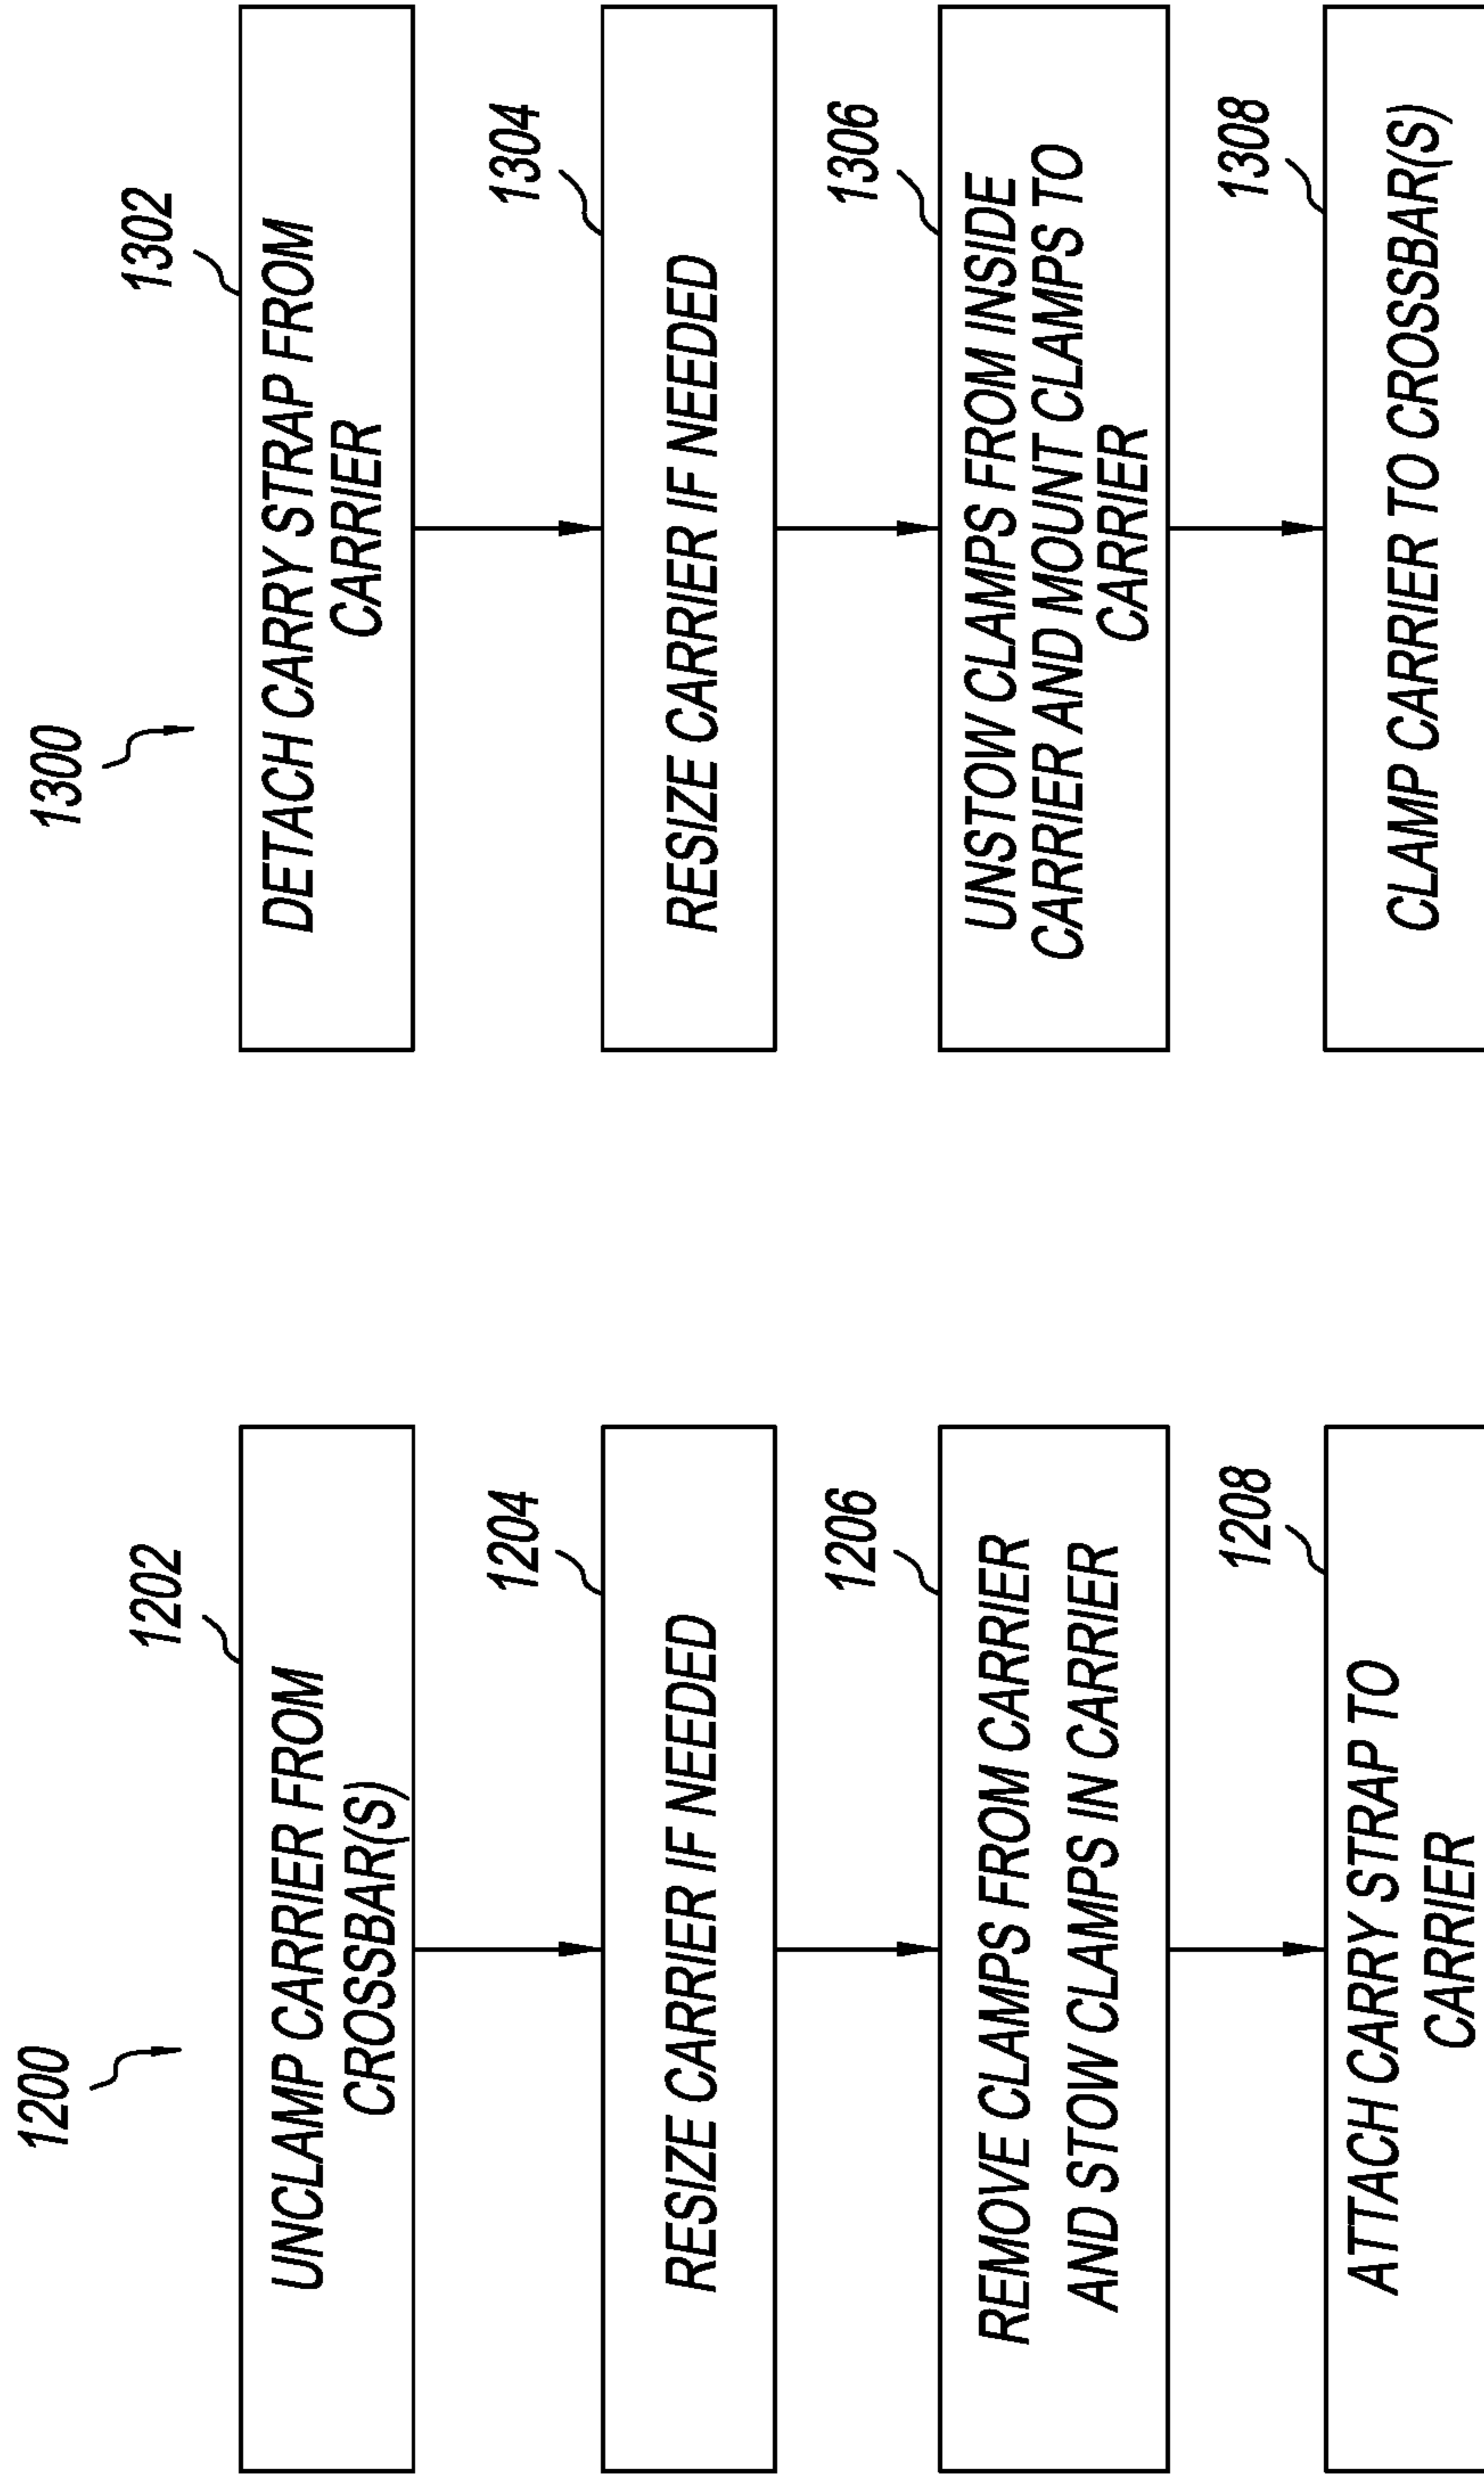 1200
1202
UNCLAMP CARRIER FROM
CROSSBAR(S)
1204
RESIZE CARRIER IF NEEDED
1206
REMOVE CLAMPS FROM CARRIER
AND STOW CLAMPS IN CARRIER
1208
ATTACH CARRY STRAP TO
CARRIER
1300
1302
DETACH CARRY STRAP FROM
CARRIER
1304
RESIZE CARRIER IF NEEDED
1306
UNSTOW CLAMPS FROM INSIDE
CARRIER AND MOUNT CLAMPS TO
CARRIER
1308
CLAMP CARRIER TO CROSSBAR(S)